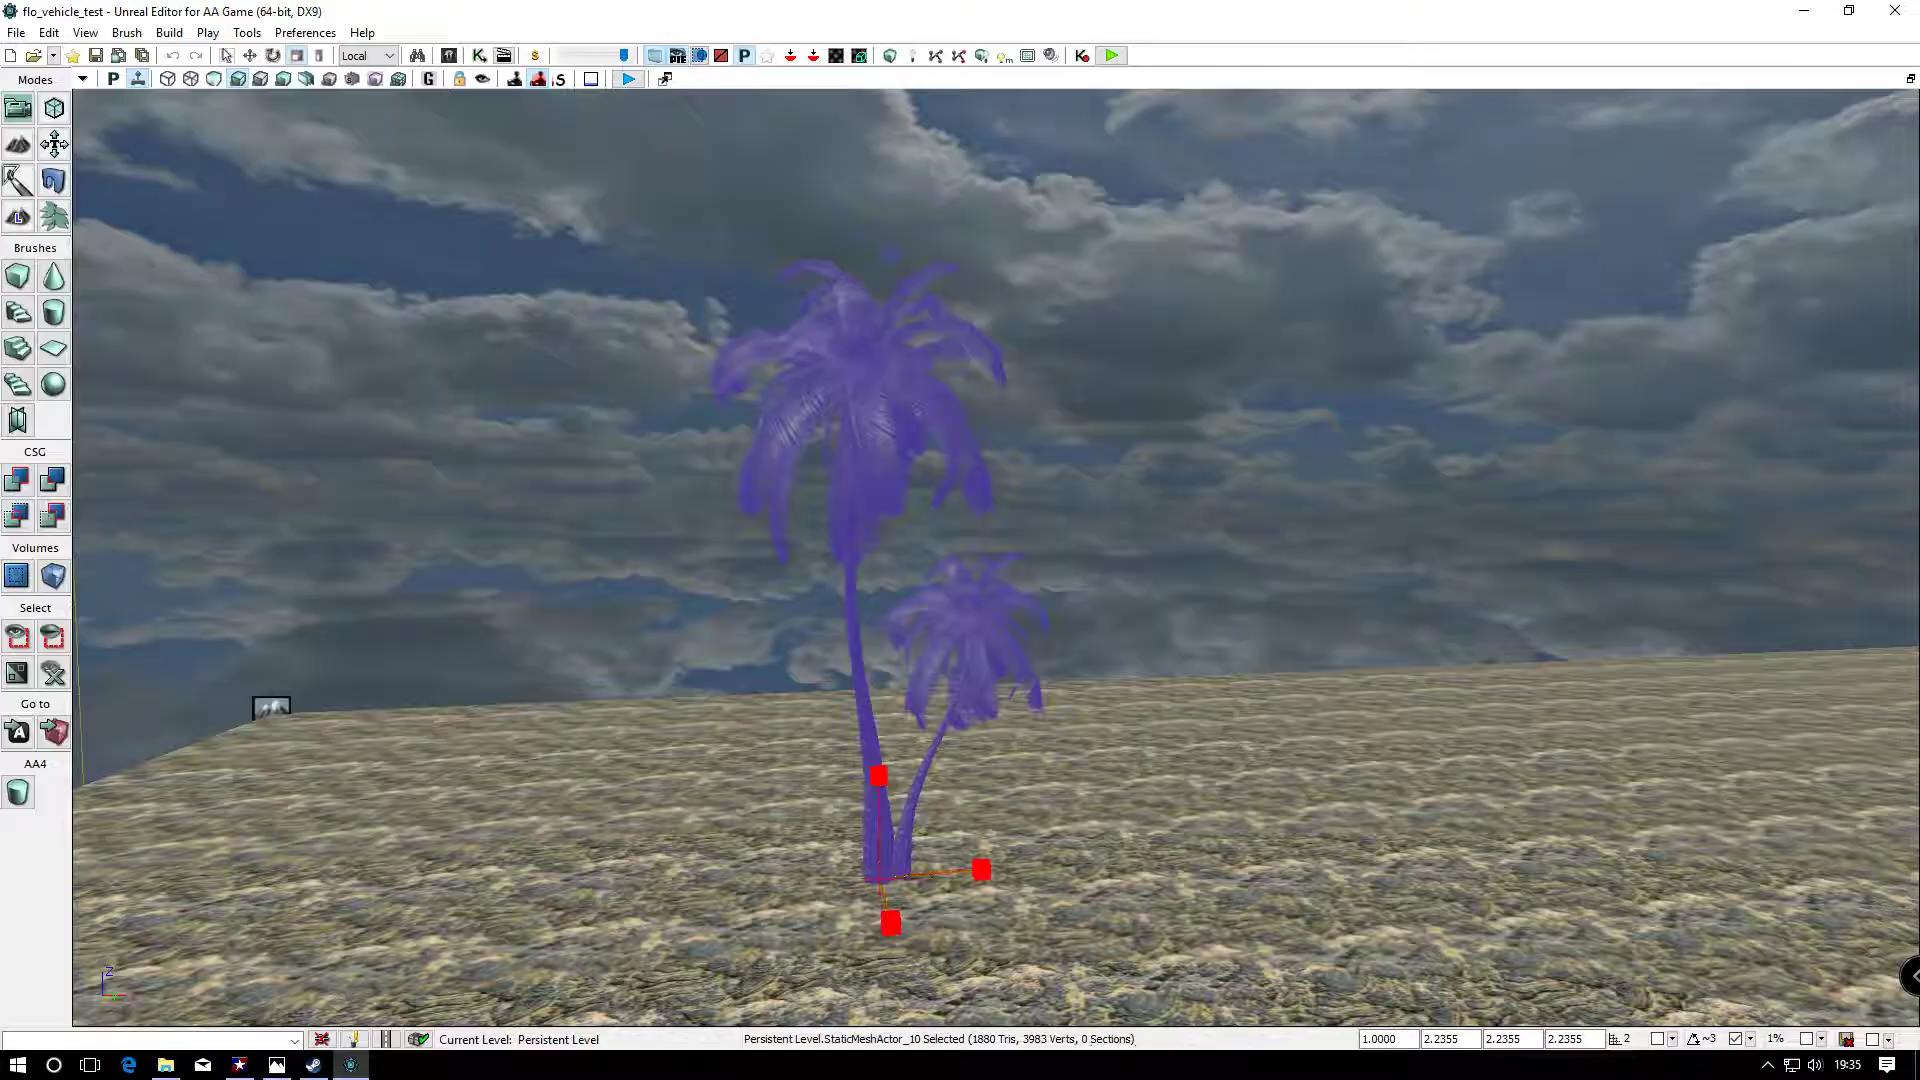 flo_vehicle_test - Unreal Editor for AA Game (64-bit, DX9)
File Edit View Brush Build Play Tools Preferences Help
Local
PTE P
Modes
P G S
L
Brushes
CSG
Volumes
Select
Go to
A
AA4
Z
Current Level: Persistent Level
Persistent Level.StaticMeshActor_10 Selected (1880 Tris, 3983 Verts, 0 Sections)
1.0000 2.2355 2.2355 2.2355 2 ~3 1%
19:35